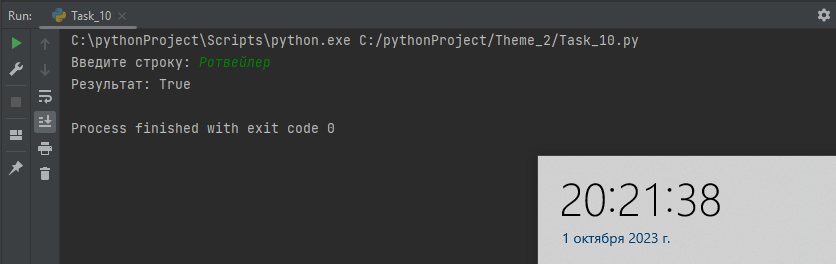 Run: Task_10
C:\pythonProject\Scripts\python.exe C:/pythonProject/Theme_2/Task_10.py
Введите строку: Ротвейлер
Результат: True
Process finished with exit code 0
20:21:38
1 октября 2023 г.